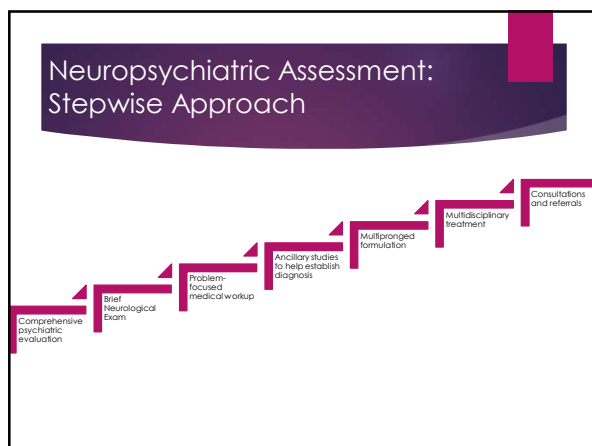 Neuropsychiatric Assessment:
Stepwise Approach
Comprehensive
psychiatric
evaluation
Brief
Neurological
Exam
Problem-
focused
medical workup
Ancillary studies
to help establish
diagnosis
Multipronged
formulation
Multidisciplinary
treatment
Consultations
and referrals